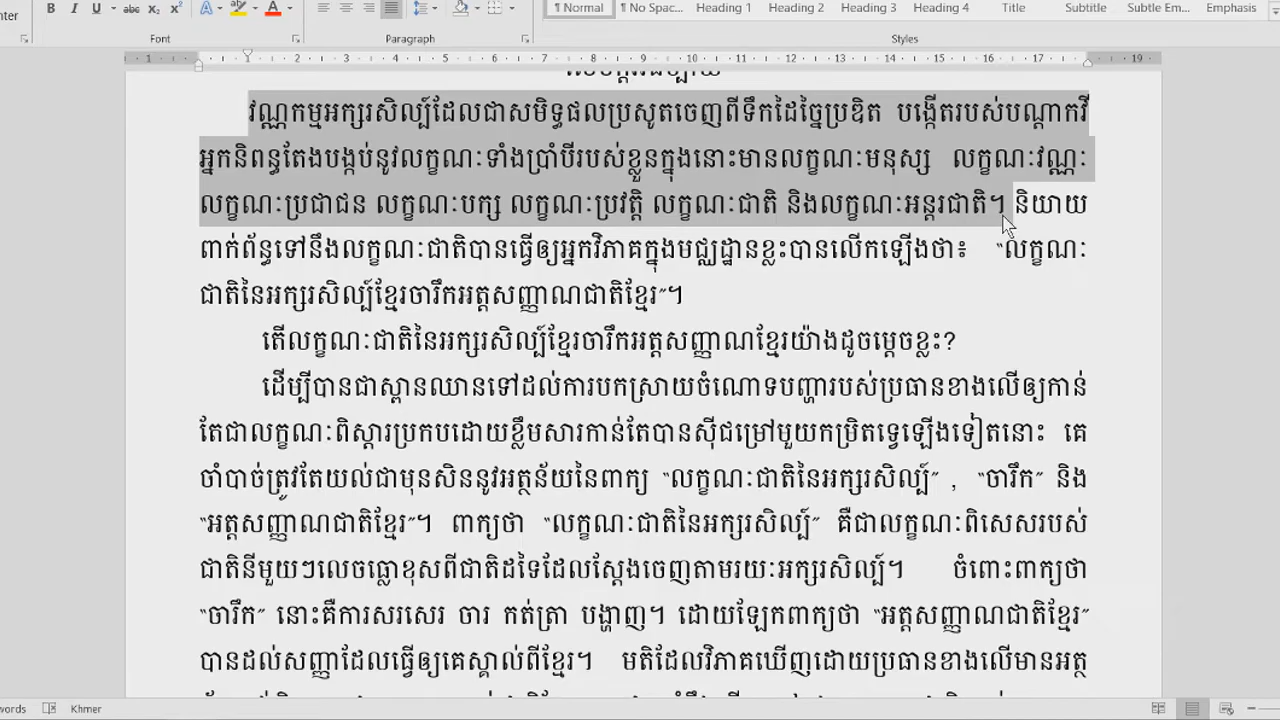 Font
Paragraph
Styles
Normal
No Spac...
Heading 1
Heading 2
Heading 3
Heading 4
Title
Subtitle
Subtle Em...
Emphasis
វណ្ណកម្មអក្សរសិល្ប៍ដែលជាសមិទ្ធផលប្រសូតចេញពីទឹកដៃច្នៃប្រឌិត បង្កើតរបស់បណ្ដាកវី
អ្នកនិពន្ធតែងបង្កប់នូវលក្ខណៈទាំងប្រាំបីរបស់ខ្លួនក្នុងនោះមានលក្ខណៈមនុស្ស លក្ខណៈវណ្ណៈ
លក្ខណៈប្រជាជន លក្ខណៈបក្ស លក្ខណៈប្រវត្តិ លក្ខណៈជាតិ និងលក្ខណៈអន្តរជាតិ។ និយាយ
ពាក់ព័ន្ធទៅនឹងលក្ខណៈជាតិបានធ្វើឲ្យអ្នកវិភាគក្នុងមជ្ឈដ្ឋានខ្លះបានលើកឡើងថា៖ “លក្ខណៈ
ជាតិនៃអក្សរសិល្ប៍ខ្មែរចារឹកអត្តសញ្ញាណជាតិខ្មែរ”។
តើលក្ខណៈជាតិនៃអក្សរសិល្ប៍ខ្មែរចារឹកអត្តសញ្ញាណខ្មែរយ៉ាងដូចម្ដេចខ្លះ?
ដើម្បីបានជាស្ពានឈានទៅដល់ការបកស្រាយចំណោទបញ្ហារបស់ប្រធានខាងលើឲ្យកាន់
តែជាលក្ខណៈពិស្ដារប្រកបដោយខ្លឹមសារកាន់តែបានស៊ីជម្រៅមួយកម្រិតទ្វេឡើងទៀតនោះ គេ
ចាំបាច់ត្រូវតែយល់ជាមុនសិននូវអត្ថន័យនៃពាក្យ “លក្ខណៈជាតិនៃអក្សរសិល្ប៍” , “ចារឹក” និង
“អត្តសញ្ញាណជាតិខ្មែរ”។ ពាក្យថា “លក្ខណៈជាតិនៃអក្សរសិល្ប៍” គឺជាលក្ខណៈពិសេសរបស់
ជាតិនីមួយៗលេចធ្លោខុសពីជាតិដទៃដែលស្ដែងចេញតាមរយៈអក្សរសិល្ប៍។ ចំពោះពាក្យថា
“ចារឹក” នោះគឺការសរសេរ ចារ កត់ត្រា បង្ហាញ។ ដោយឡែកពាក្យថា “អត្តសញ្ញាណជាតិខ្មែរ”
បានដល់សញ្ញាដែលធ្វើឲ្យគេស្គាល់ពីខ្មែរ។ មតិដែលវិភាគឃើញដោយប្រធានខាងលើមានអត្ថ
words
Khmer